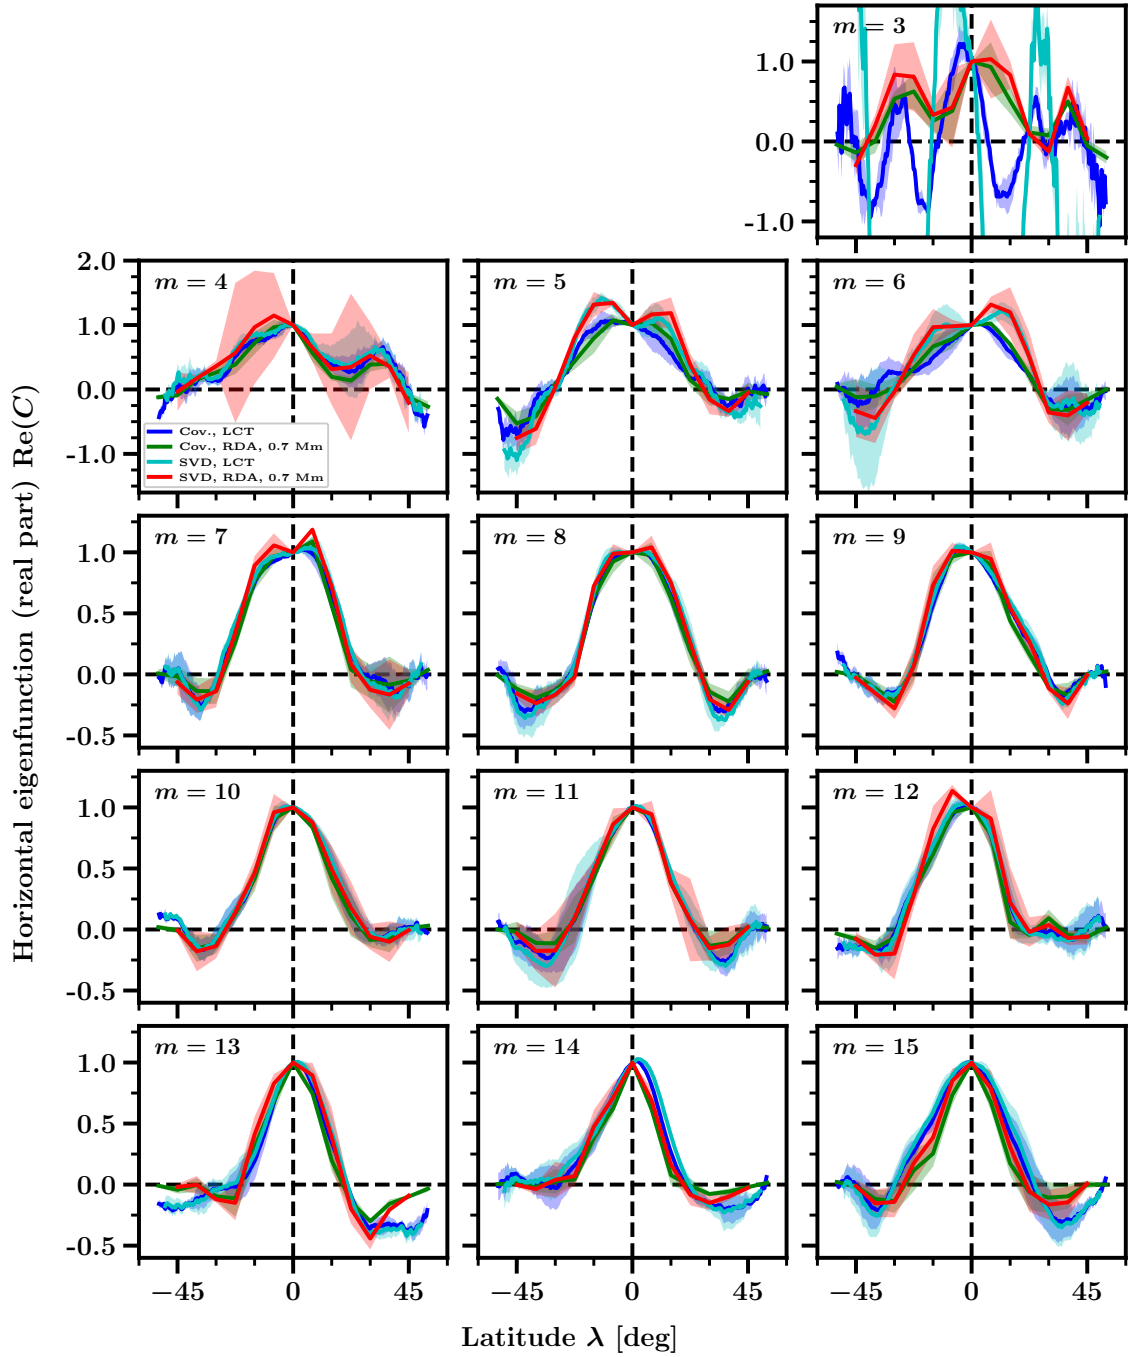 m = 3
1.0
0.0
-1.0
2.0
1.0
0.0
-1.0
m = 4
Cov., LCT
Cov., RDA, 0.7 Mm
SVD, LCT
SVD, RDA, 0.7 Mm
m = 5
m = 6
1.0
0.5
0.0
-0.5
m = 7
m = 8
m = 9
1.0
0.5
0.0
-0.5
m = 10
m = 11
m = 12
1.0
0.5
0.0
-0.5
m = 13
m = 14
m = 15
−45 0 45 −45 0 45 −45 0 45
Latitude λ [deg]
Horizontal eigenfunction (real part) Re(C)